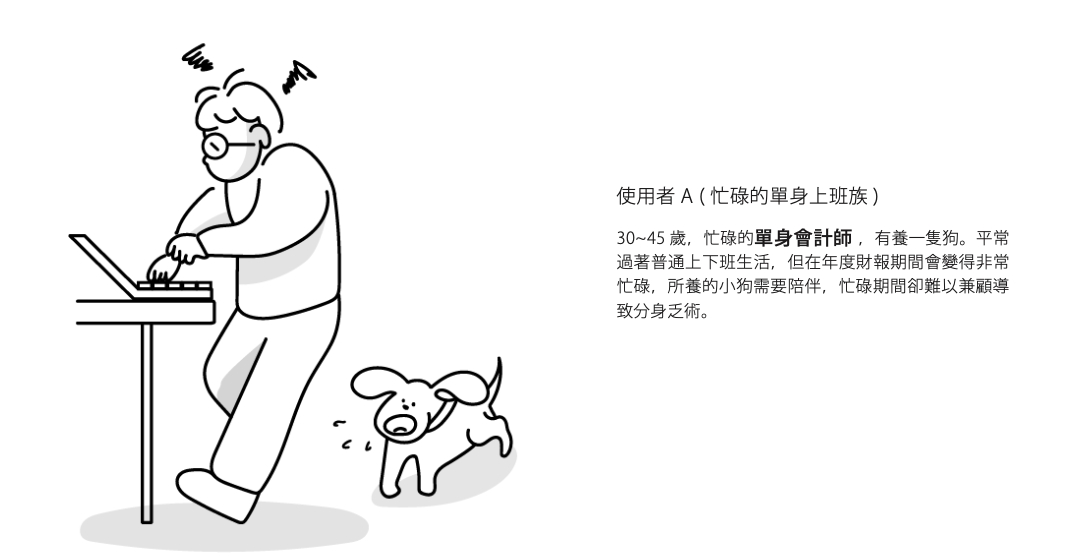 使用者 A ( 忙碌的單身上班族 )
30~45 歲，忙碌的單身會計師 ，有養一隻狗。平常
過著普通上下班生活，但在年度財報期間會變得非常
忙碌，所養的小狗需要陪伴，忙碌期間卻難以兼顧導
致分身乏術。